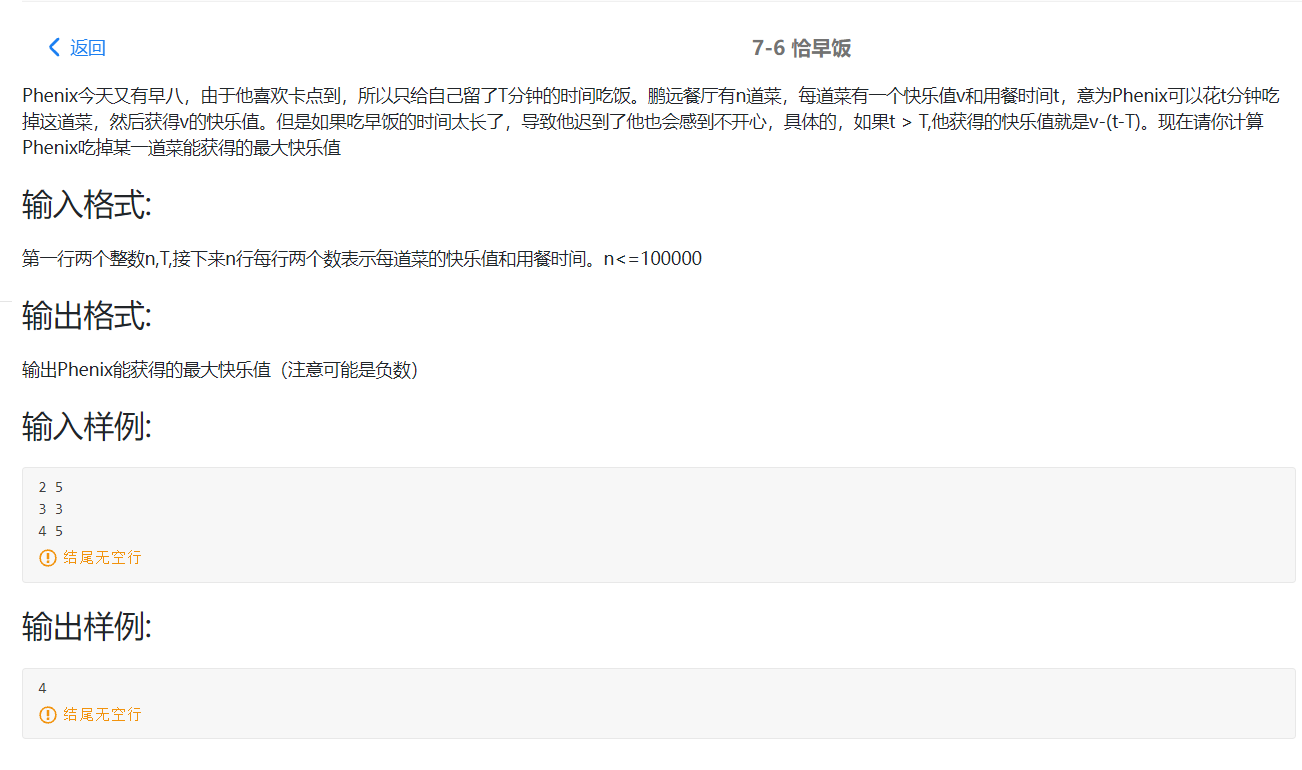 返回
7-6 恰早饭
Phenix今天又有早八，由于他喜欢卡点到，所以只给自己留了T分钟的时间吃饭。鹏远餐厅有n道菜，每道菜有一个快乐值v和用餐时间t，意为Phenix可以花t分钟吃
掉这道菜，然后获得v的快乐值。但是如果吃早饭的时间太长了，导致他迟到了他也会感到不开心，具体的，如果t > T,他获得的快乐值就是v-(t-T)。现在请你计算
Phenix吃掉某一道菜能获得的最大快乐值
输入格式:
第一行两个整数n,T,接下来n行每行两个数表示每道菜的快乐值和用餐时间。n<=100000
输出格式:
输出Phenix能获得的最大快乐值（注意可能是负数）
输入样例:
2 5
3 3
4 5
结尾无空行
输出样例:
4
结尾无空行